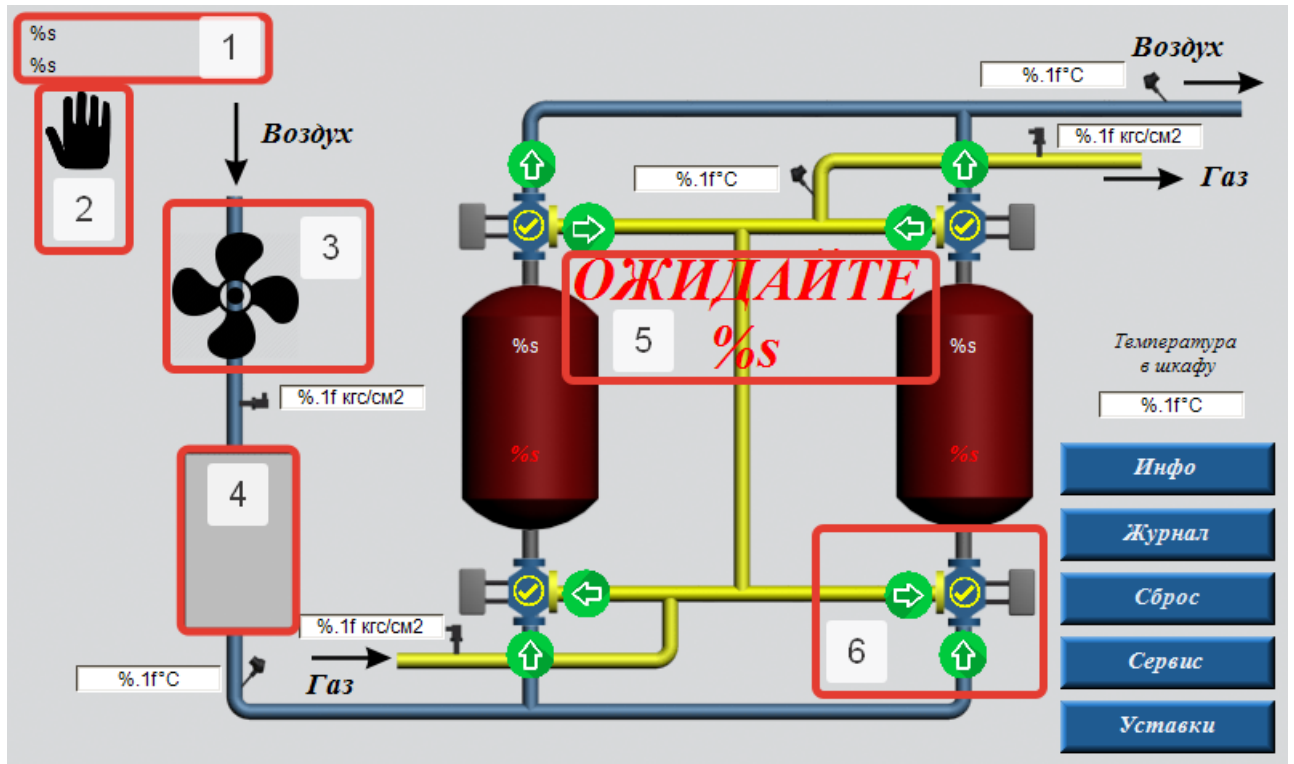 %s
%s
1
2
Воздух
3
%.1f кгс/см2
4
%.1f кгс/см2
%.1f°C
Газ
Воздух
%.1f°C
%.1f кгс/см2
%.1f°C
Газ
ОЖИДАЙТЕ
%s
5
%s
%s
%s
%s
6
Температура
в шкафу
%.1f°C
Инфо
Журнал
Сброс
Сервис
Уставки